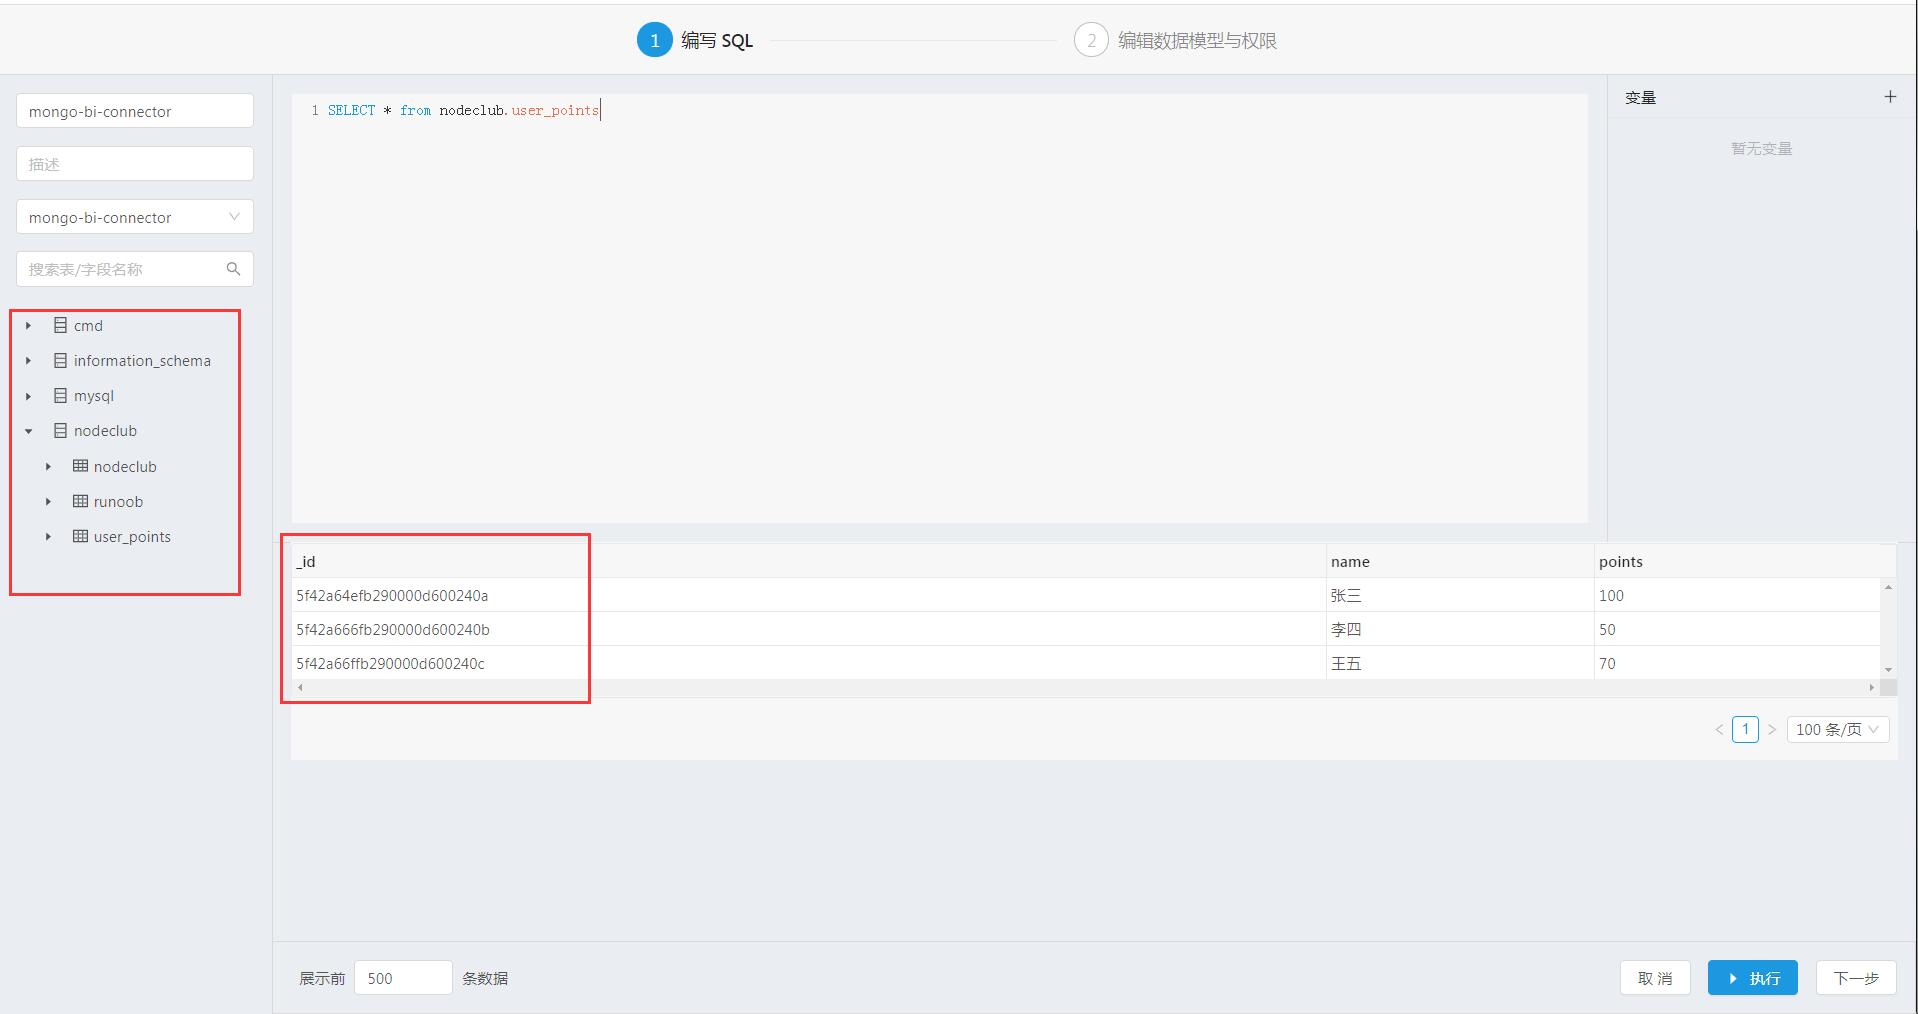 1 编写 SQL
2 编辑数据模型与权限
mongo-bi-connector
描述
mongo-bi-connector
搜索表/字段名称
cmd
information_schema
mysql
nodeclub
nodeclub
runoob
user_points
1 SELECT * from nodeclub.user_points
变量
暂无变量
_id name points
5f42a64efb290000d600240a 张三 100
5f42a666fb290000d600240b 李四 50
5f42a66ffb290000d600240c 王五 70
< 1 > 100 条/页
展示前 500 条数据
取 消 执行 下一步